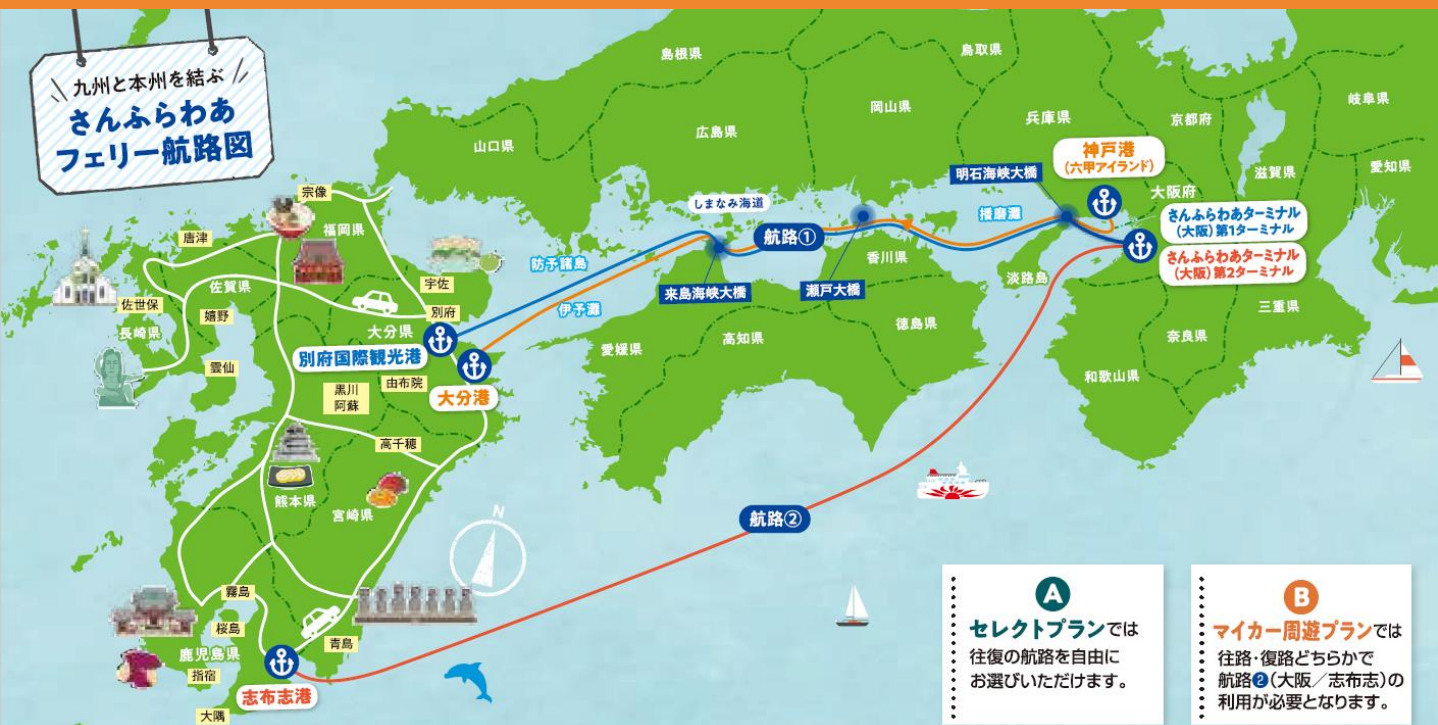 九州と本州を結ぶ
さんふらわあ
フェリー航路図
島根県
鳥取県
岡山県
広島県
山口県
兵庫県
京都府
岐阜県
滋賀県
愛知県
神戸港
(六甲アイランド)
明石海峡大橋
大阪府
さんふらわあターミナル
(大阪)第1ターミナル
さんふらわあターミナル
(大阪)第2ターミナル
播磨灘
しまなみ海道
航路①
防予諸島
伊予灘
来島海峡大橋
瀬戸大橋
香川県
淡路島
徳島県
高知県
愛媛県
三重県
奈良県
和歌山県
宗像
福岡県
唐津
佐賀県
宇佐
佐世保
長崎県
嬉野
別府
大分県
別府国際観光港
雲仙
由布院
大分港
黒川
阿蘇
高千穂
熊本県
宮崎県
N
航路②
霧島
桜島
鹿児島県
青島
指宿
志布志港
大隅
A
セレクトプランでは
往復の航路を自由に
お選びいただけます。
B
マイカー周遊プランでは
往路・復路どちらかで
航路❷(大阪/志布志)の
利用が必要となります。